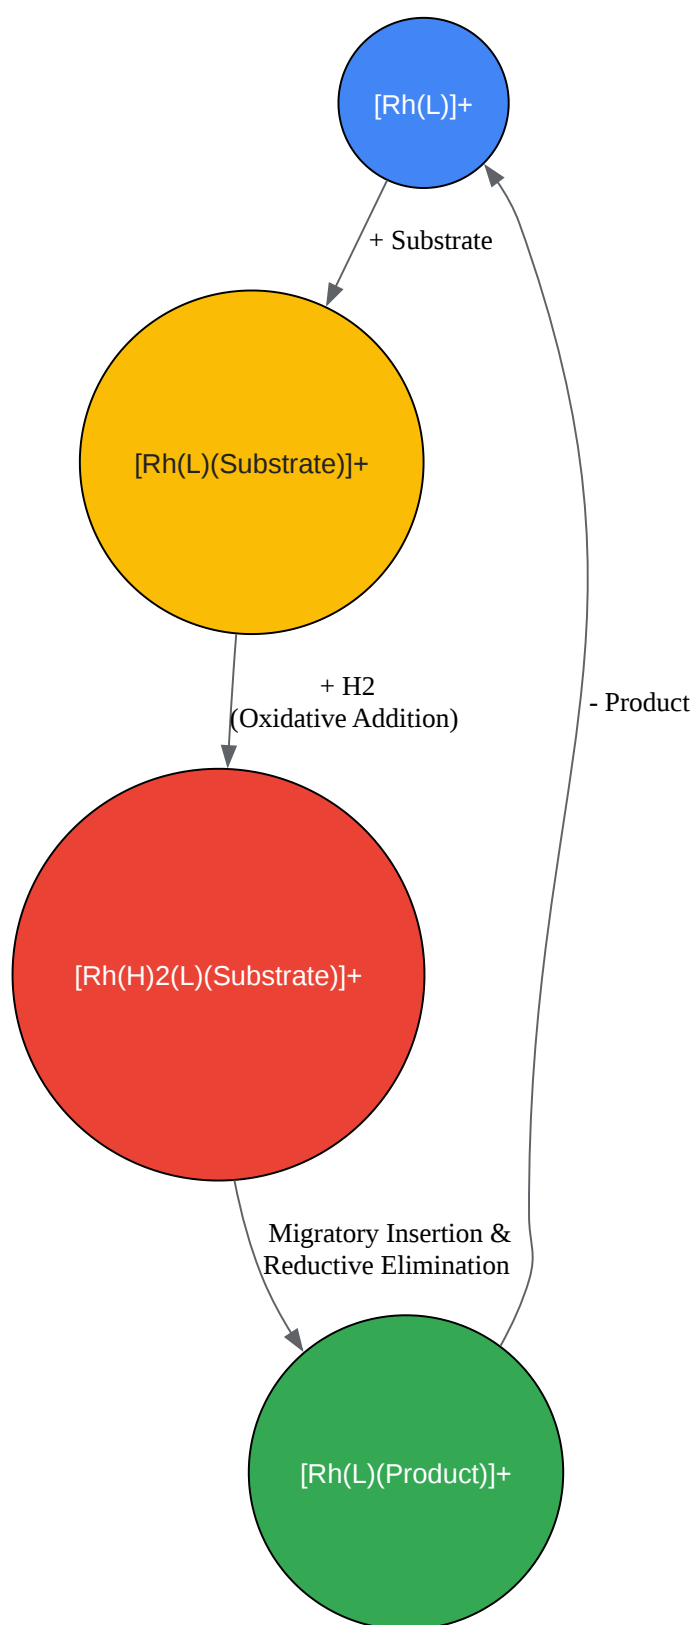 [Rh(L)]+
+ Substrate
[Rh(L)(Substrate)]+
+ H2
(Oxidative Addition)
- Product
[Rh(H)2(L)(Substrate)]+
Migratory Insertion &
Reductive Elimination
[Rh(L)(Product)]+